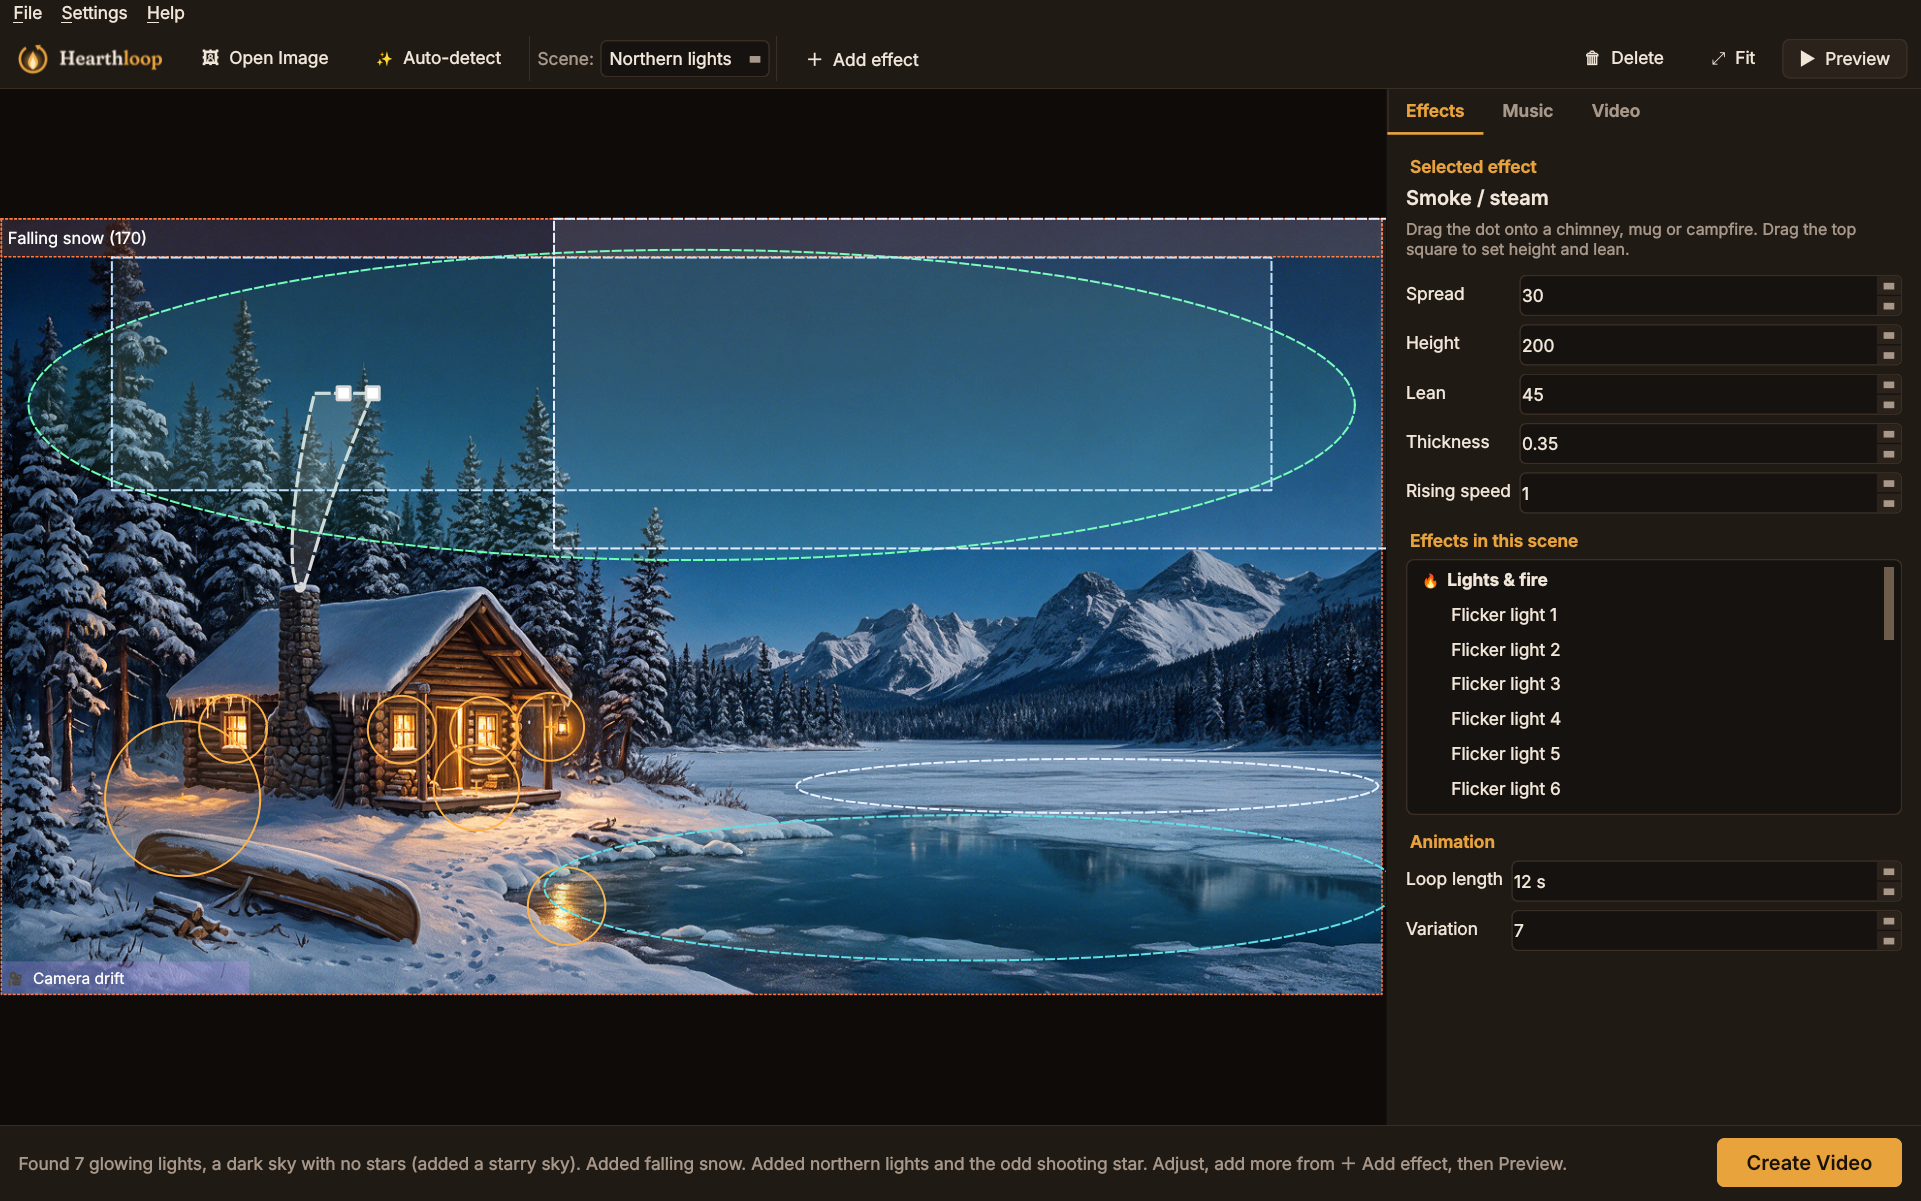 File Settings Help
Hearthloop
Open Image
Auto-detect
Scene: Northern lights
+ Add effect
Delete
Fit
Preview
Effects Music Video
Falling snow (170)
Camera drift
Selected effect
Smoke / steam
Drag the dot onto a chimney, mug or campfire. Drag the top
square to set height and lean.
Spread 30
Height 200
Lean 45
Thickness 0.35
Rising speed 1
Effects in this scene
Lights & fire
Flicker light 1
Flicker light 2
Flicker light 3
Flicker light 4
Flicker light 5
Flicker light 6
Animation
Loop length 12 s
Variation 7
Found 7 glowing lights, a dark sky with no stars (added a starry sky). Added falling snow. Added northern lights and the odd shooting star. Adjust, add more from + Add effect, then Preview.
Create Video